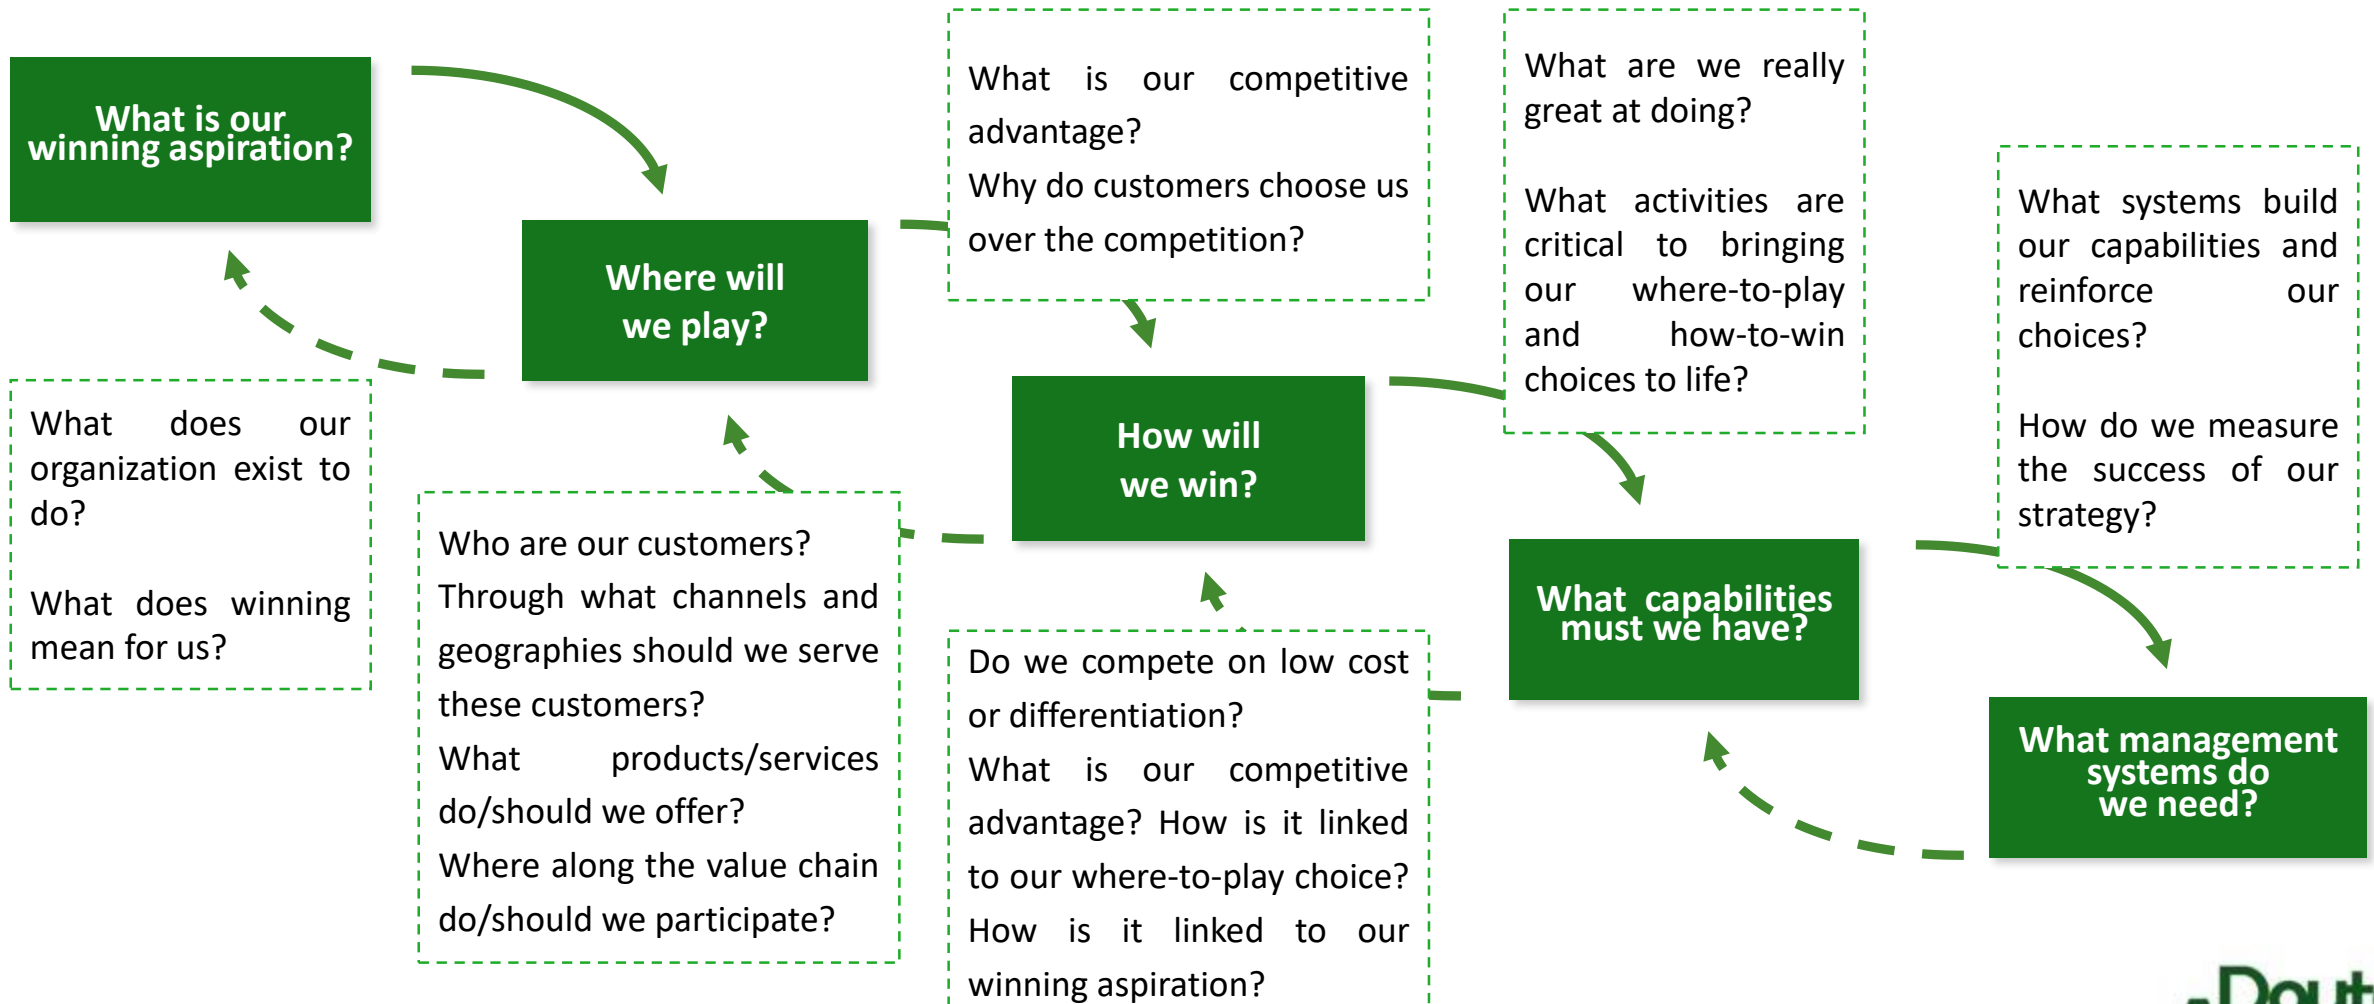 What is our
winning aspiration?
What does our
organization exist to
do?
What does winning
mean for us?
Where will
we play?
Who are our customers?
Through what channels and
geographies should we serve
these customers?
What products/services
do/should we offer?
Where along the value chain
do/should we participate?
What is our competitive
advantage?
Why do customers choose us
over the competition?
How will
we win?
Do we compete on low cost
or differentiation?
What is our competitive
advantage? How is it linked
to our where-to-play choice?
How is it linked to our
winning aspiration?
What are we really
great at doing?
What activities are
critical to bringing
our where-to-play
and how-to-win
choices to life?
What capabilities
must we have?
What systems build
our capabilities and
reinforce our
choices?
How do we measure
the success of our
strategy?
What management
systems do
we need?